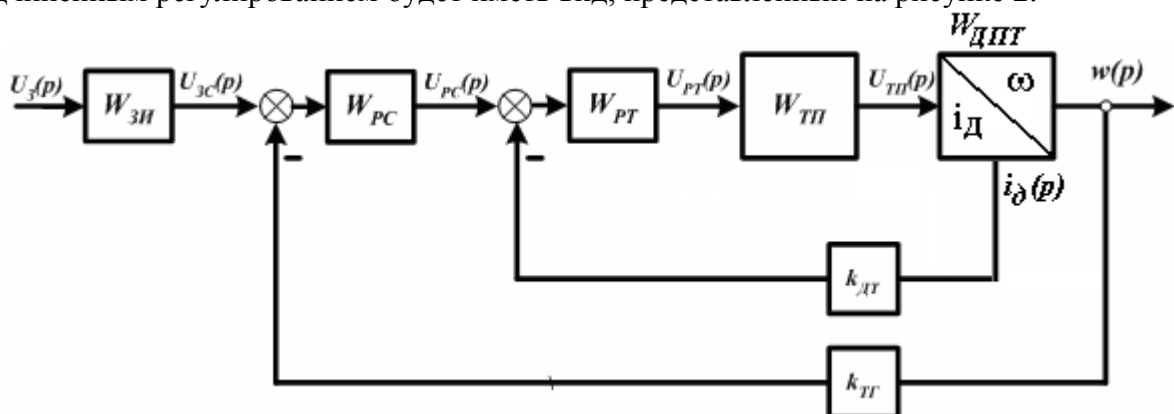 W_ДПТ
U_З(p)
W_ЗИ
U_ЗС(p)
W_РС
U_РС(p)
W_РТ
U_РТ(p)
W_ТП
U_ТП(p)
ω
i_Д
w(p)
i_д(p)
-
-
k_ДТ
k_ТГ